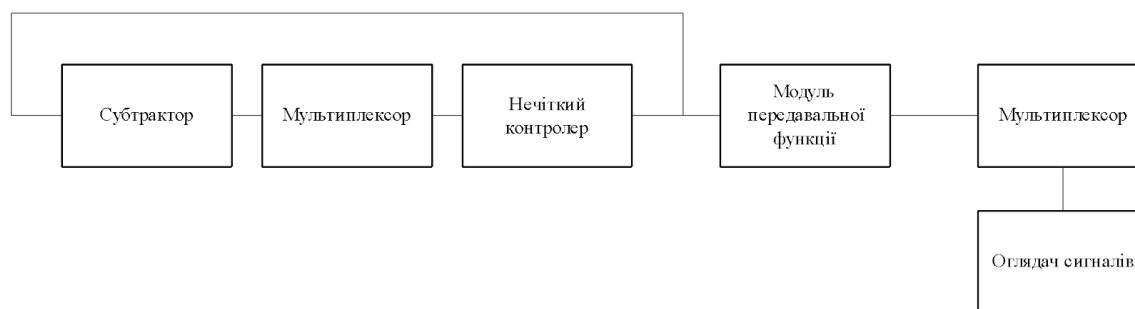 Субтрактор
Мультиплексор
Нечіткий
контролер
Модуль
передавальної
функції
Мультиплексор
Оглядач сигналів